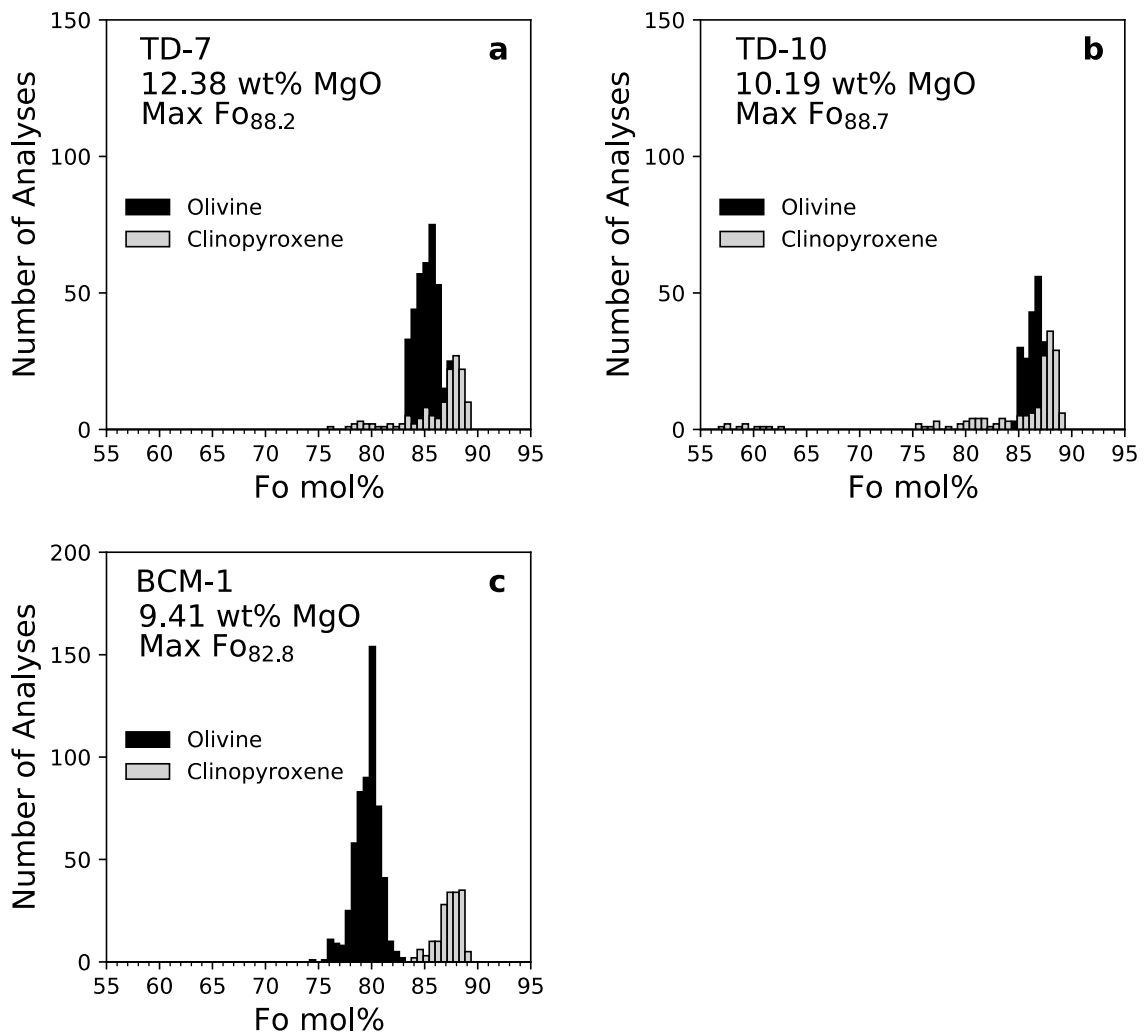 a
TD-7
12.38 wt% MgO
Max Fo88.2
Olivine
Clinopyroxene
Number of Analyses
150
100
50
0
55 60 65 70 75 80 85 90 95
Fo mol%
b
TD-10
10.19 wt% MgO
Max Fo88.7
Olivine
Clinopyroxene
Number of Analyses
150
100
50
0
55 60 65 70 75 80 85 90 95
Fo mol%
c
BCM-1
9.41 wt% MgO
Max Fo82.8
Olivine
Clinopyroxene
Number of Analyses
200
150
100
50
0
55 60 65 70 75 80 85 90 95
Fo mol%